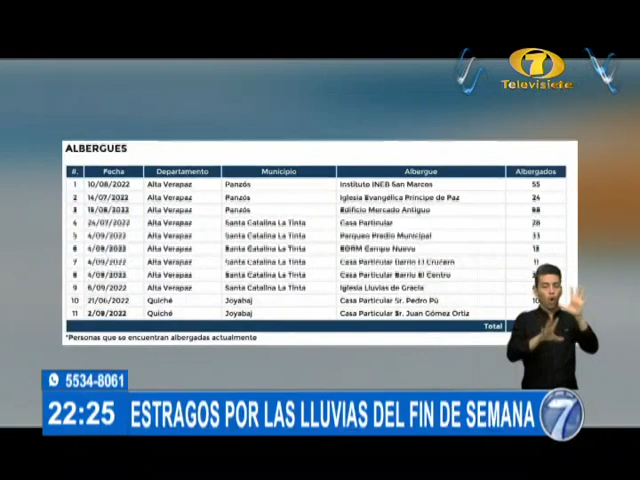 7
Televisiete
ALBERGUES
#. Fecha Departamento Municipio Albergue Albergados
1 10/08/2022 Alta Verapaz Panzós Instituto INEB San Marcos 55
2 14/07/2022 Alta Verapaz Panzós Iglesia Evangélica Príncipe de Paz 24
3 18/08/2022 Alta Verapaz Panzós Edificio Mercado Antiguo
4 24/07/2022 Alta Verapaz Santa Catalina La Tinta Casa Particular 28
5 4/09/2022 Alta Verapaz Santa Catalina La Tinta Parqueo Predio Municipal 33
6 4/09/2022 Alta Verapaz Santa Catalina La Tinta EORM Campo Nuevo
7 4/09/2022 Alta Verapaz Santa Catalina La Tinta Casa Particular Barrio El Crucero 11
8 4/09/2022 Alta Verapaz Santa Catalina La Tinta Casa Particular Barrio El Centro
9 Alta Verapaz Santa Catalina La Tinta Iglesia Lluvias de Gracia
10 21/06/2022 Quiché Joyabaj Casa Particular Sr. Pedro Pú
11 2/09/2022 Quiché Joyabaj Casa Particular Sr. Juan Gómez Ortiz
Total
*Personas que se encuentran albergadas actualmente
5534-8061
22:25 ESTRAGOS POR LAS LLUVIAS DEL FIN DE SEMANA 7